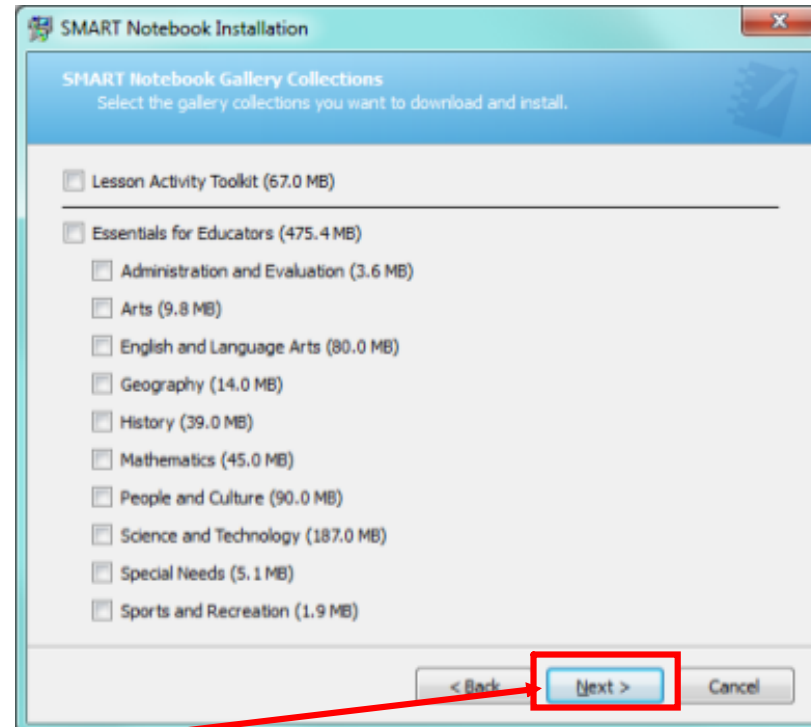 SMART Notebook Installation
SMART Notebook Gallery Collections
Select the gallery collections you want to download and install.
Lesson Activity Toolkit (67.0 MB)
Essentials for Educators (475.4 MB)
Administration and Evaluation (3.6 MB)
Arts (9.8 MB)
English and Language Arts (80.0 MB)
Geography (14.0 MB)
History (39.0 MB)
Mathematics (45.0 MB)
People and Culture (90.0 MB)
Science and Technology (187.0 MB)
Special Needs (5.1 MB)
Sports and Recreation (1.9 MB)
< Back Next > Cancel